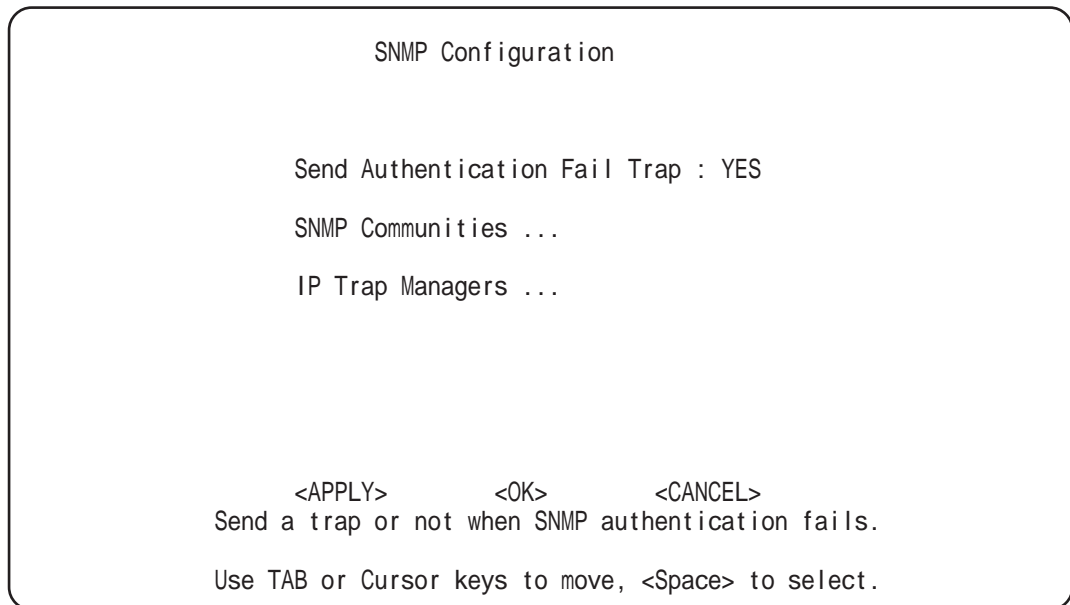 SNMP Configuration
Send Authentication Fail Trap : YES
SNMP Communities ...
IP Trap Managers ...
<APPLY> <OK> <CANCEL>
Send a trap or not when SNMP authentication fails.
Use TAB or Cursor keys to move, <Space> to select.